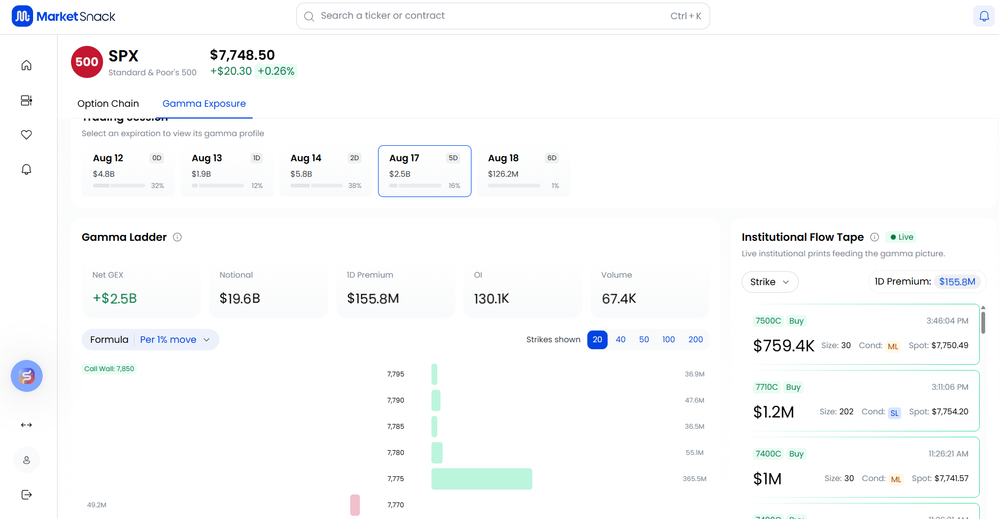 MarketSnack
Search a ticker or contract
Ctrl+K
500
SPX
Standard & Poor's 500
$7,748.50
+$20.30 +0.26%
Option Chain
Gamma Exposure
Trading Session
Select an expiration to view its gamma profile
Aug 12 0D
$4.8B
32%
Aug 13 1D
$1.9B
12%
Aug 14 2D
$5.8B
38%
Aug 17 5D
$2.5B
16%
Aug 18 6D
$126.2M
1%
Gamma Ladder
Net GEX
+$2.5B
Notional
$19.6B
1D Premium
$155.8M
OI
130.1K
Volume
67.4K
Formula Per 1% move
Strikes shown 20 40 50 100 200
Call Wall: 7,850
7,795 36.9M
7,790 47.6M
7,785 36.5M
7,780 55.1M
7,775 365.5M
49.2M 7,770
Institutional Flow Tape Live
Live institutional prints feeding the gamma picture.
Strike
1D Premium: $155.8M
7500C Buy 3:46:04 PM
$759.4K Size: 30 Cond: ML Spot: $7,750.49
7710C Buy 3:11:06 PM
$1.2M Size: 202 Cond: SL Spot: $7,754.20
7400C Buy 11:26:21 AM
$1M Size: 30 Cond: ML Spot: $7,741.57
7400C Buy 11:26:21 AM